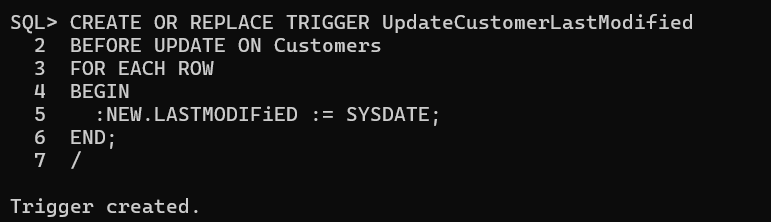 SQL> CREATE OR REPLACE TRIGGER UpdateCustomerLastModified
  2  BEFORE UPDATE ON Customers
  3  FOR EACH ROW
  4  BEGIN
  5    :NEW.LASTMODIFiED := SYSDATE;
  6  END;
  7  /
Trigger created.